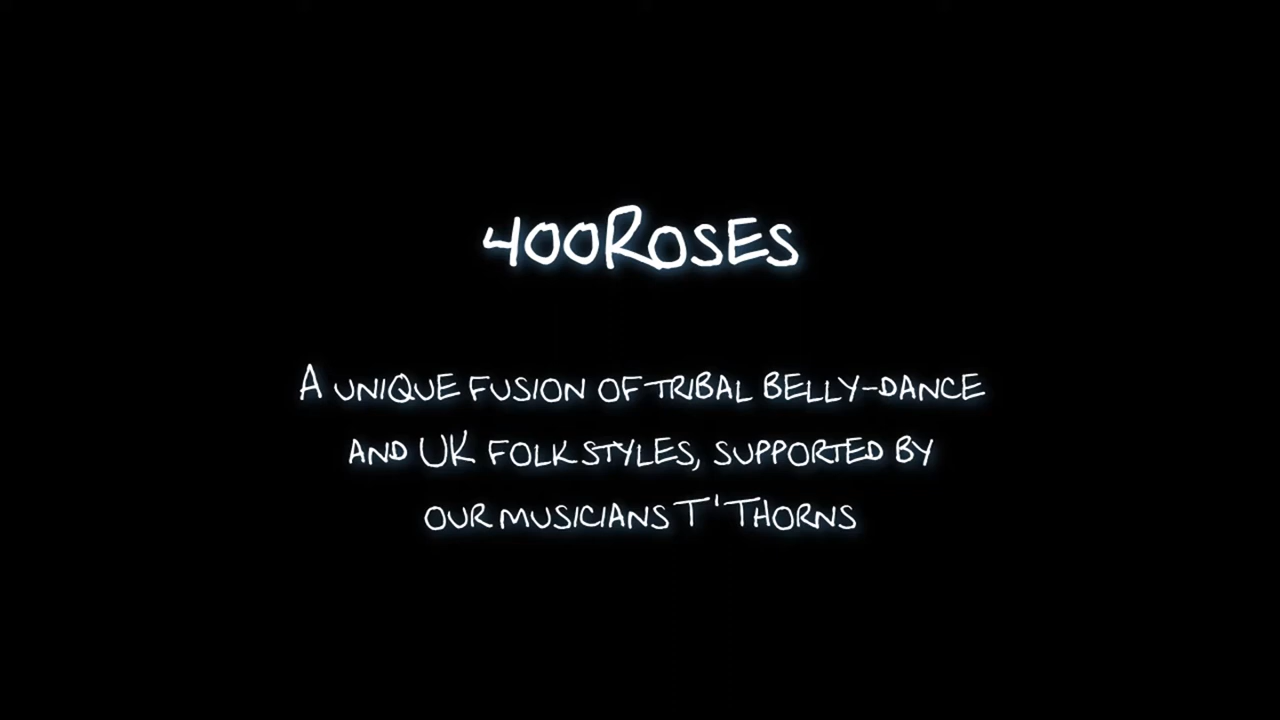 400Roses
A unique fusion of tribal belly-dance
and UK folk styles, supported by
our musicians T'Thorns